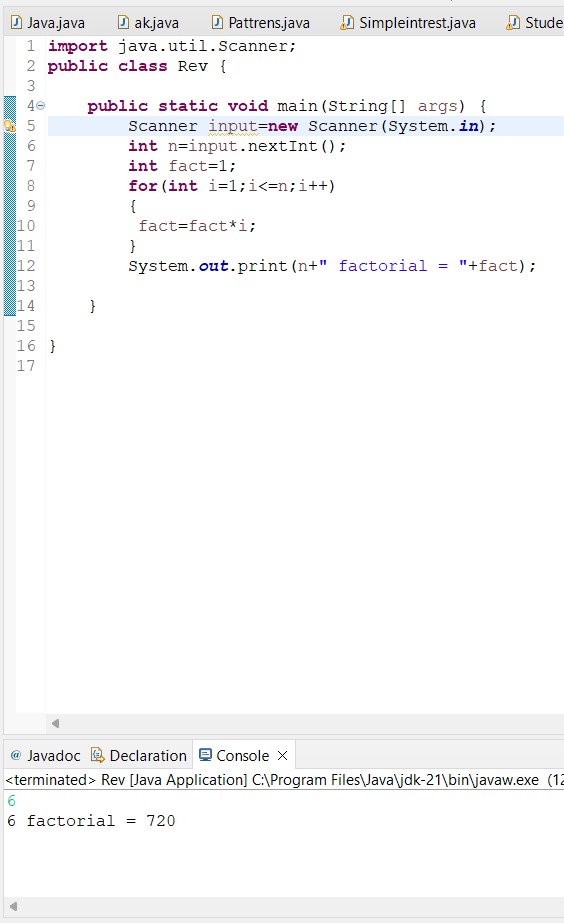 Java.java ak.java Pattrens.java Simpleintrest.java Stude
1 import java.util.Scanner;
2 public class Rev {
3
4 public static void main(String[] args) {
5 Scanner input=new Scanner(System.in);
6 int n=input.nextInt();
7 int fact=1;
8 for(int i=1;i<=n;i++)
9 {
10 fact=fact*i;
11 }
12 System.out.print(n+" factorial = "+fact);
13
14 }
15
16 }
17
@ Javadoc Declaration Console
<terminated> Rev [Java Application] C:\Program Files\Java\jdk-21\bin\javaw.exe (12
6
6 factorial = 720